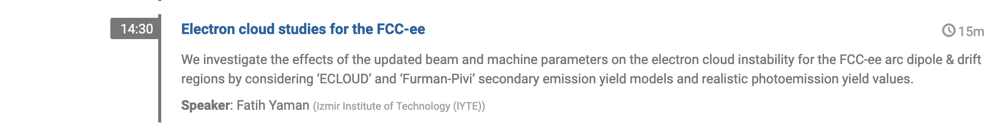 14:30
Electron cloud studies for the FCC-ee
15m
We investigate the effects of the updated beam and machine parameters on the electron cloud instability for the FCC-ee arc dipole & drift
regions by considering ‘ECLOUD’ and ‘Furman-Pivi’ secondary emission yield models and realistic photoemission yield values.
Speaker: Fatih Yaman (Izmir Institute of Technology (IYTE))